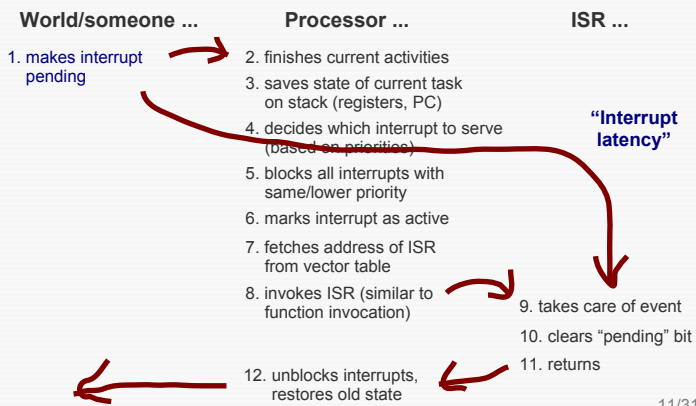 World/someone ...
Processor ...
ISR ...
1. makes interrupt
pending
2. finishes current activities
3. saves state of current task
on stack (registers, PC)
4. decides which interrupt to serve
(based on priorities)
5. blocks all interrupts with
same/lower priority
6. marks interrupt as active
7. fetches address of ISR
from vector table
8. invokes ISR (similar to
function invocation)
“Interrupt
latency”
9. takes care of event
10. clears “pending” bit
11. returns
12. unblocks interrupts,
restores old state
11/31